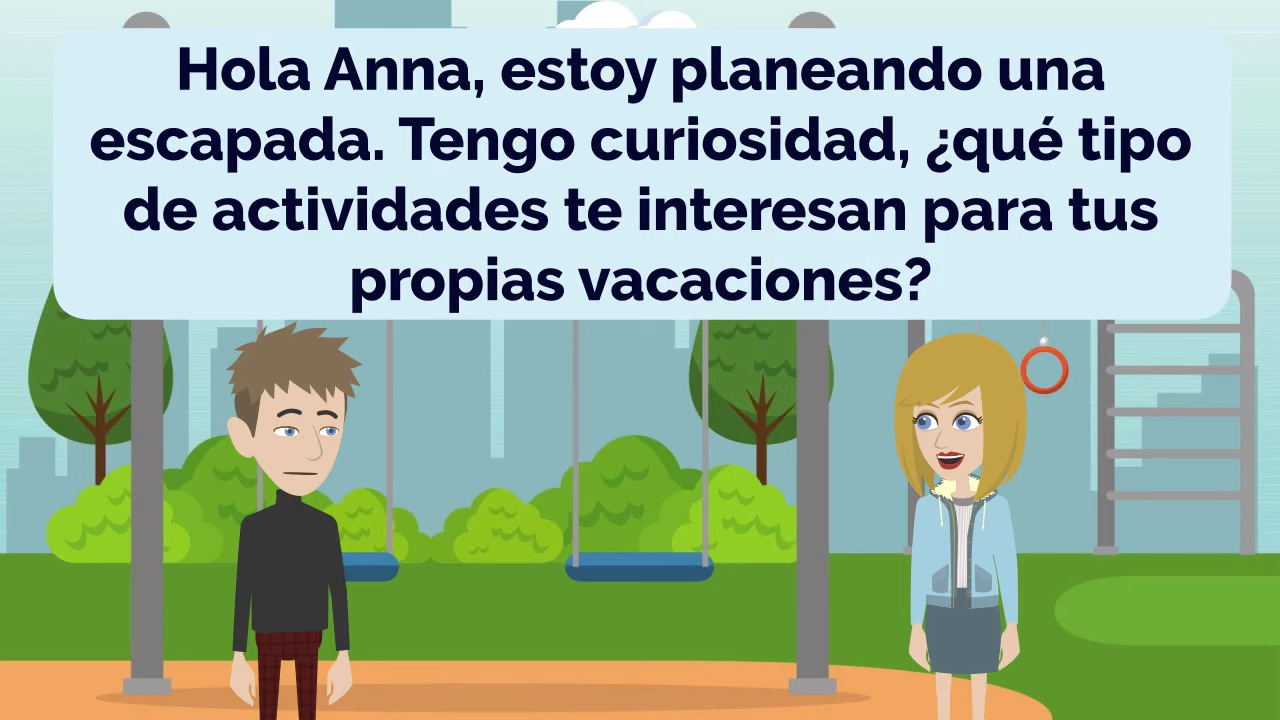 Hola Anna, estoy planeando una
escapada. Tengo curiosidad, ¿qué tipo
de actividades te interesan para tus
propias vacaciones?